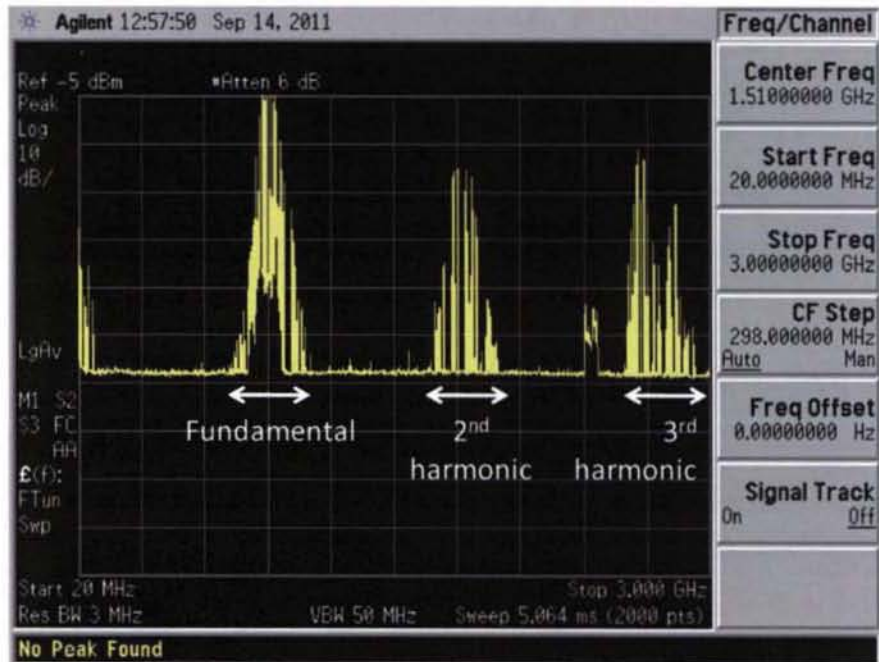 Agilent 12:57:50 Sep 14, 2011
Freq/Channel
Ref -5 dBm
*Atten 6 dB
Peak
Log
10
dB/
LgAv
M1 S2
S3 FC
AA
£(f):
FTun
Swp
Fundamental
2nd
harmonic
3rd
harmonic
Start 20 MHz
Stop 3.000 GHz
Res BW 3 MHz
VBW 50 MHz
Sweep 5.064 ms (2000 pts)
No Peak Found
Center Freq
1.51000000 GHz
Start Freq
20.0000000 MHz
Stop Freq
3.00000000 GHz
CF Step
298.000000 MHz
Auto Man
Freq Offset
0.00000000 Hz
Signal Track
On Off